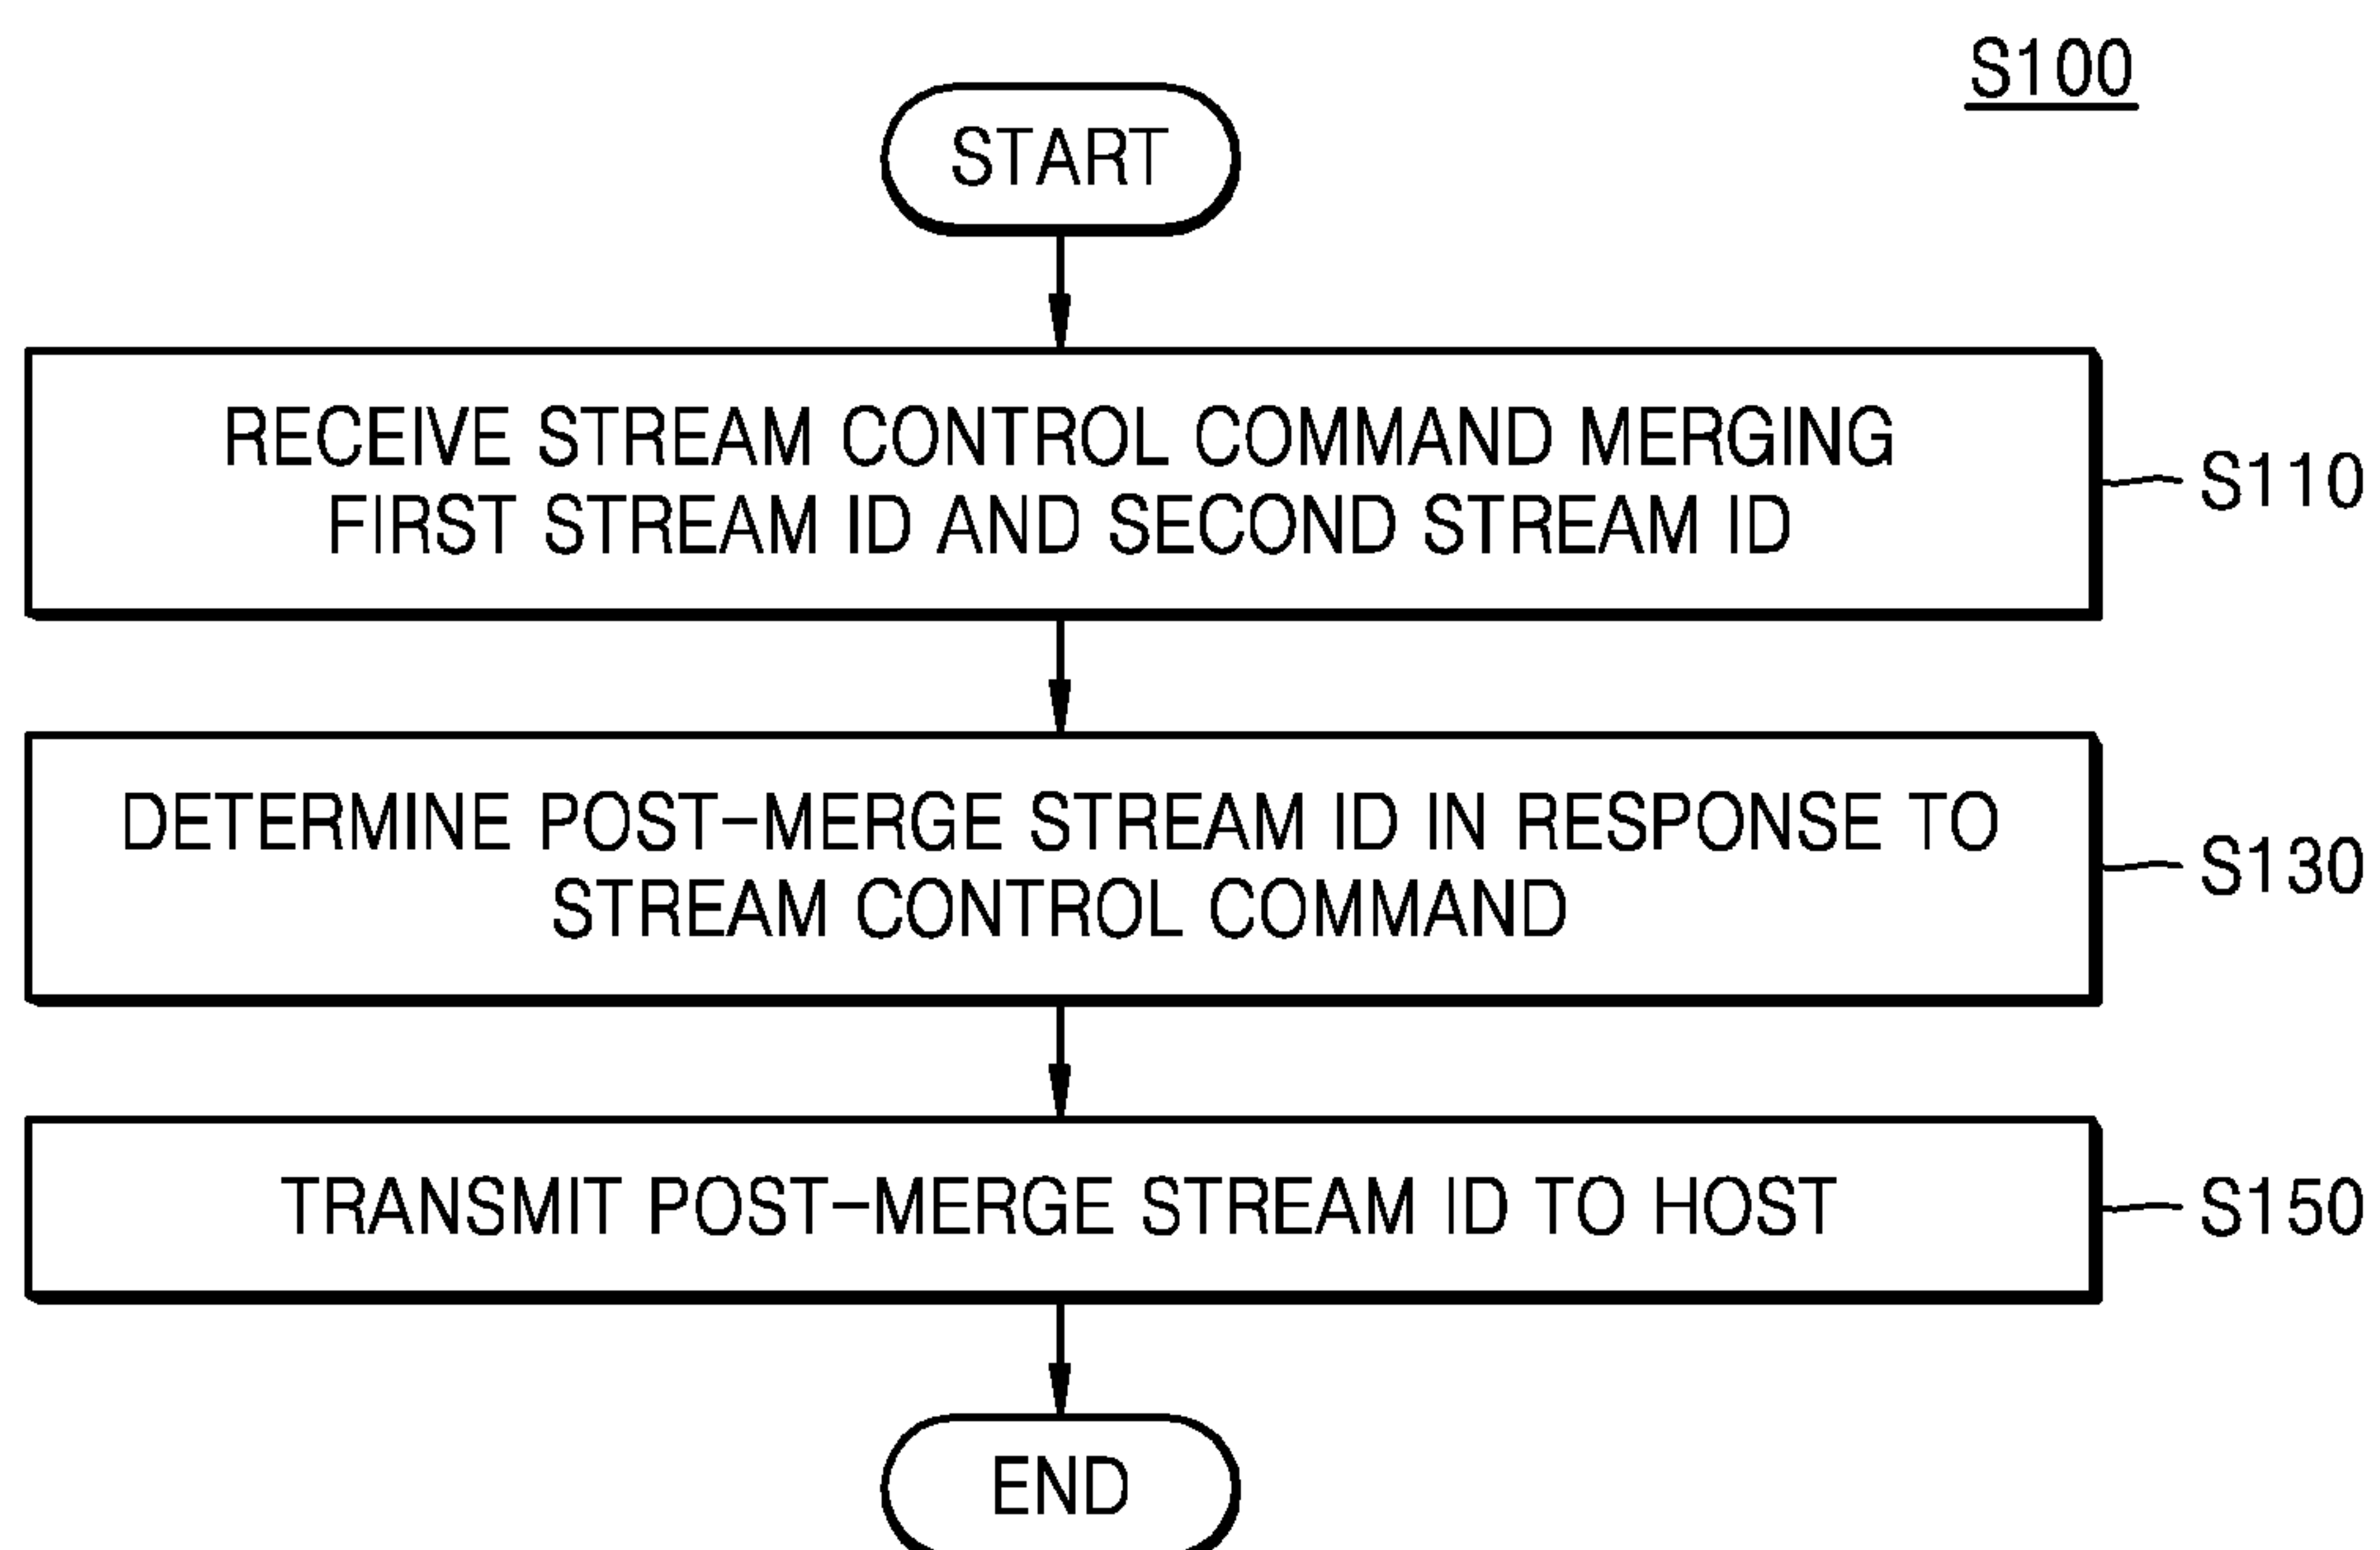 S100
START
RECEIVE STREAM CONTROL COMMAND MERGING
FIRST STREAM ID AND SECOND STREAM ID
S110
DETERMINE POST-MERGE STREAM ID IN RESPONSE TO
STREAM CONTROL COMMAND
S130
TRANSMIT POST-MERGE STREAM ID TO HOST
S150
END